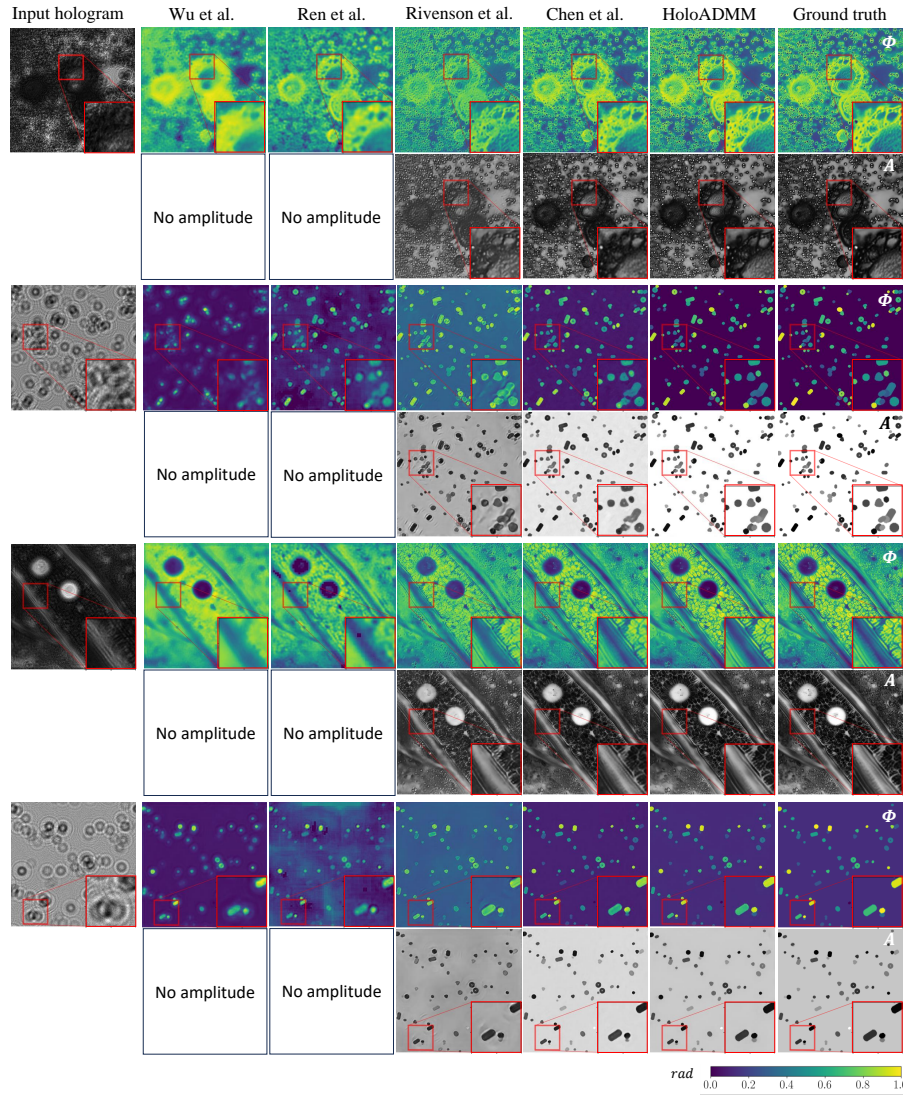 Input hologram Wu et al. Ren et al. Rivenson et al. Chen et al. HoloADMM Ground truth
Φ
No amplitude No amplitude A
Φ
No amplitude No amplitude A
Φ
No amplitude No amplitude A
Φ
No amplitude No amplitude A
rad 0.0 0.2 0.4 0.6 0.8 1.0